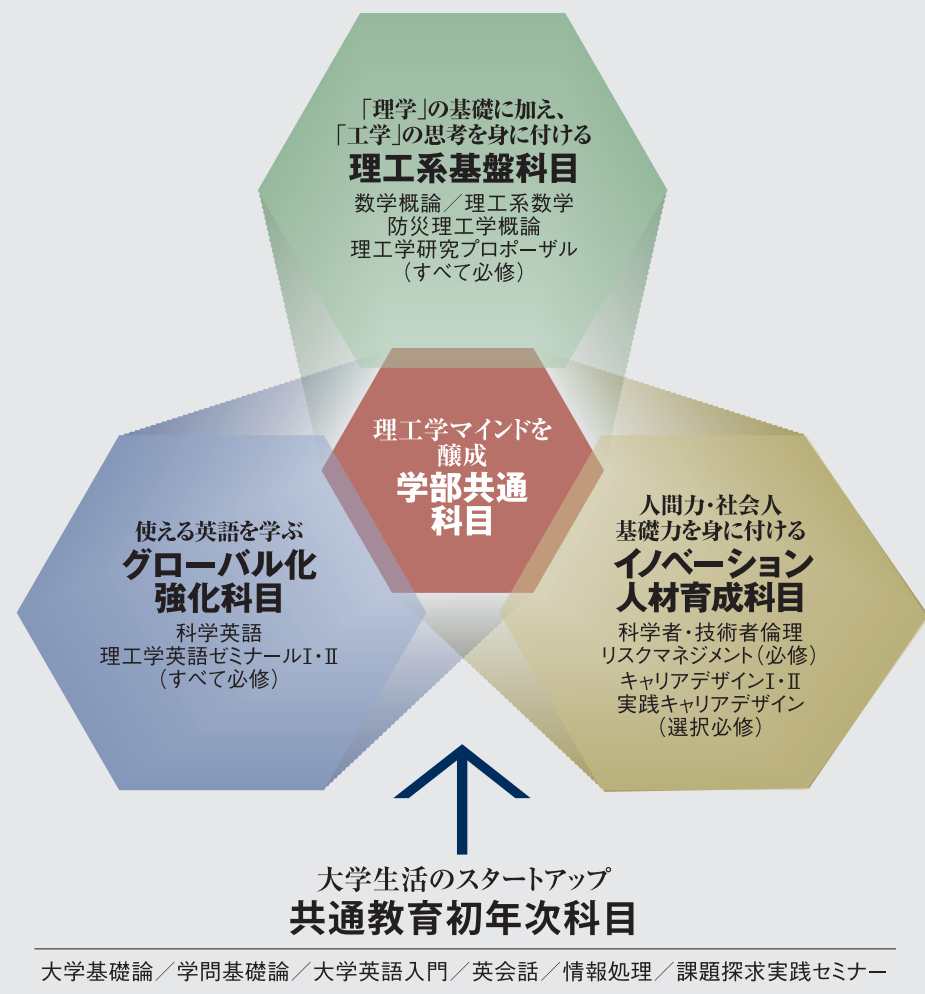 「理学」の基礎に加え、
「工学」の思考を身に付ける
理工系基盤科目
数学概論／理工系数学
防災理工学概論
理工学研究プロポーザル
（すべて必修）
理工学マインドを
醸成
学部共通
科目
使える英語を学ぶ
グローバル化
強化科目
科学英語
理工学英語ゼミナールⅠ・Ⅱ
（すべて必修）
人間力・社会人
基礎力を身に付ける
イノベーション
人材育成科目
科学者・技術者倫理
リスクマネジメント（必修）
キャリアデザインⅠ・Ⅱ
実践キャリアデザイン
（選択必修）
大学生活のスタートアップ
共通教育初年次科目
大学基礎論／学問基礎論／大学英語入門／英会話／情報処理／課題探求実践セミナー